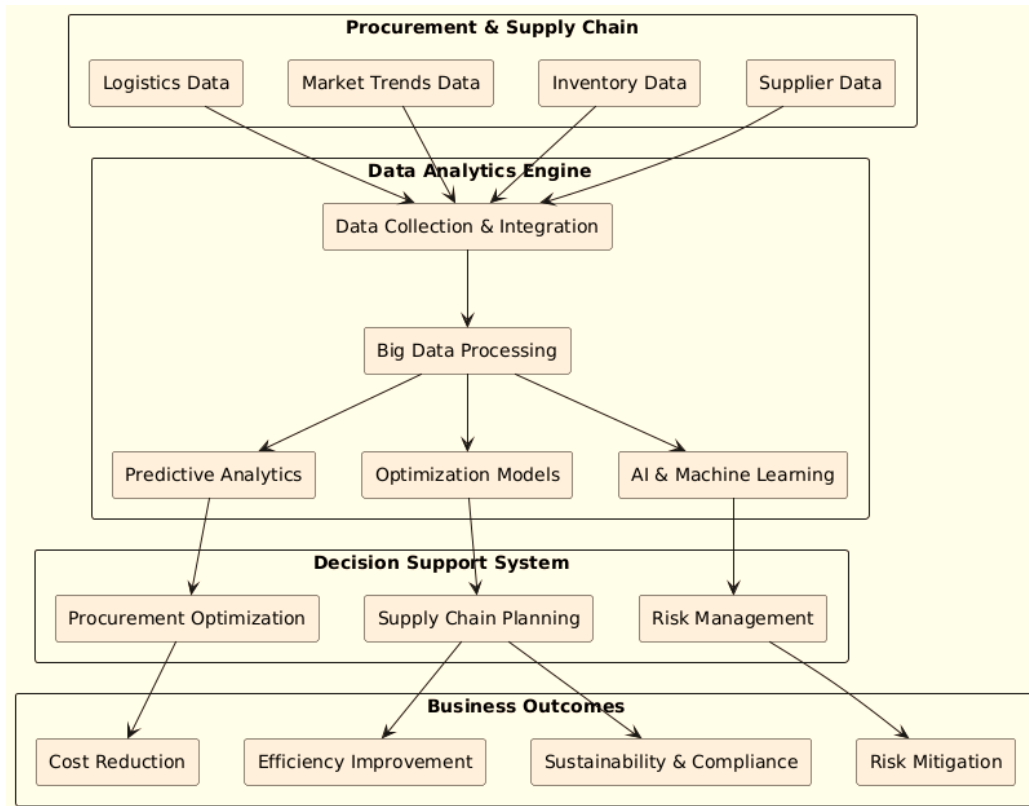 Procurement & Supply Chain
Logistics Data
Market Trends Data
Inventory Data
Supplier Data
Data Analytics Engine
Data Collection & Integration
Big Data Processing
Predictive Analytics
Optimization Models
AI & Machine Learning
Decision Support System
Procurement Optimization
Supply Chain Planning
Risk Management
Business Outcomes
Cost Reduction
Efficiency Improvement
Sustainability & Compliance
Risk Mitigation